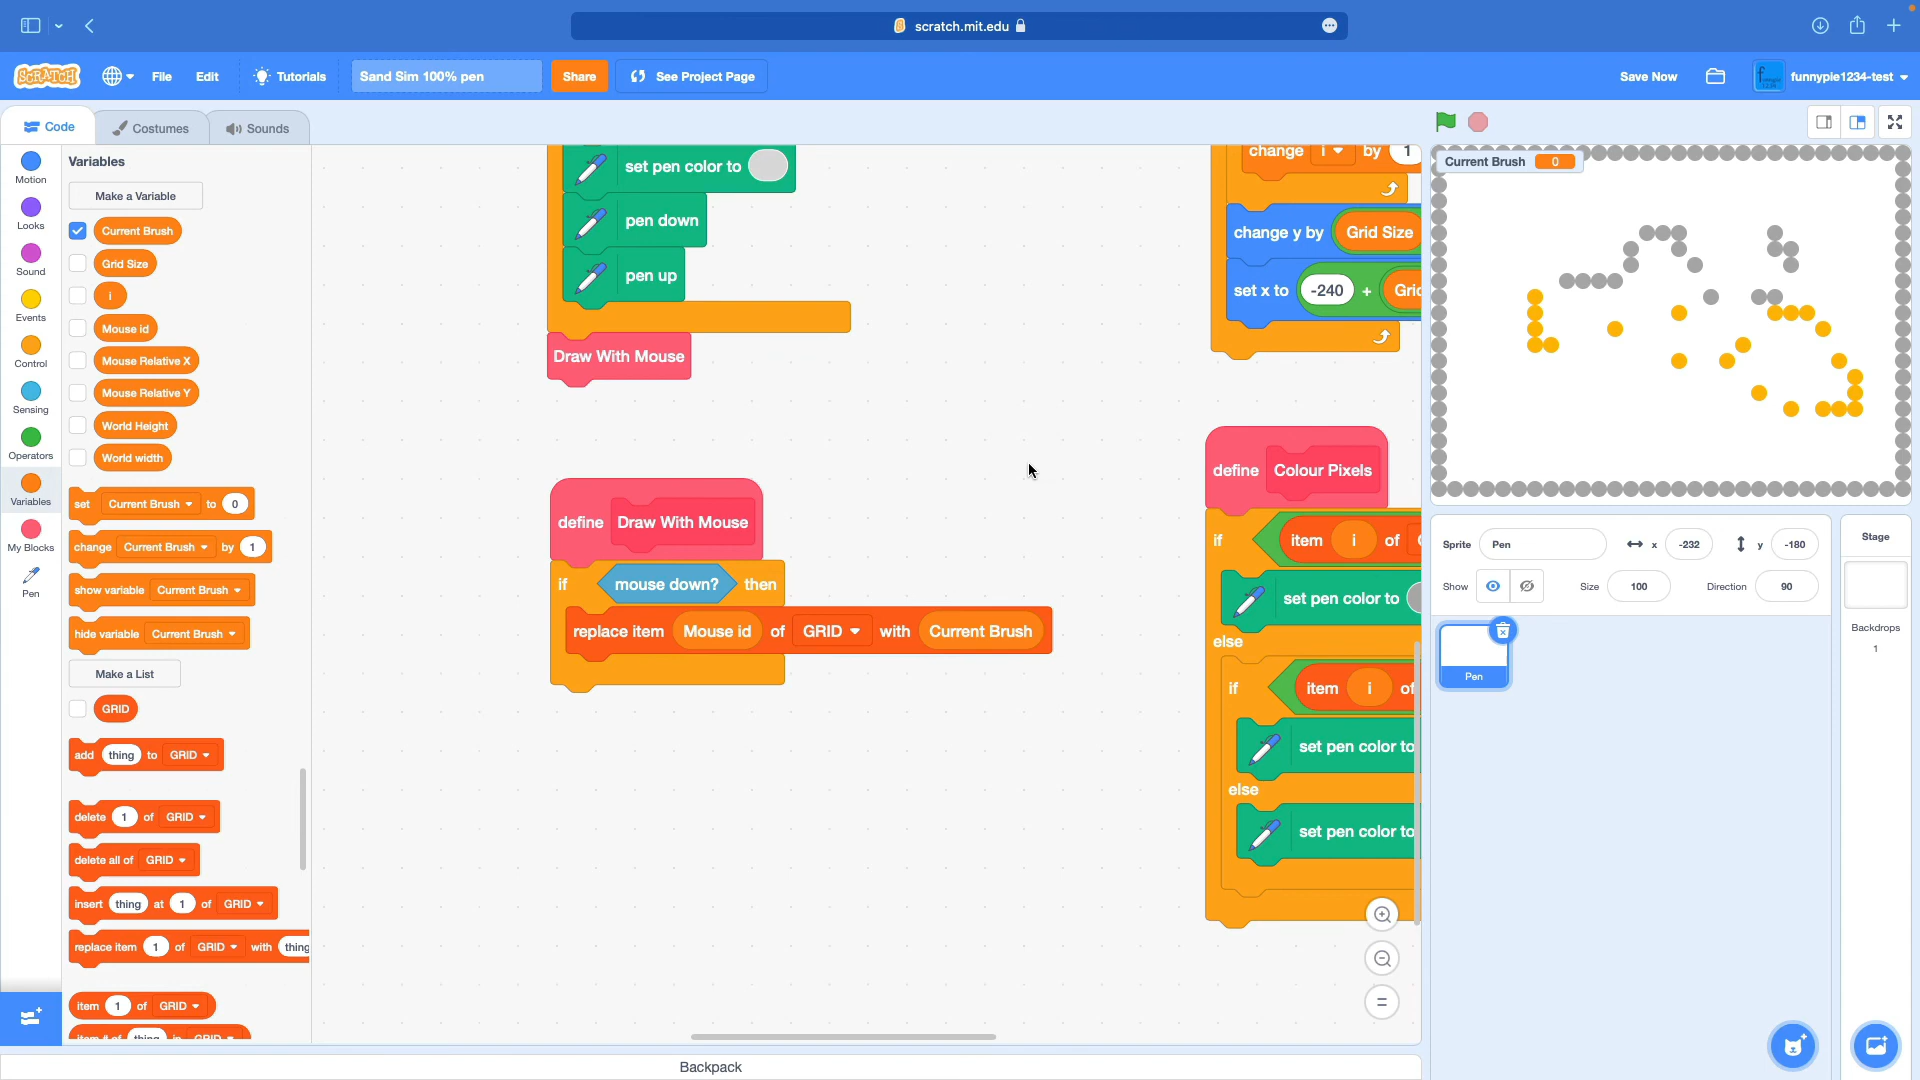 scratch.mit.edu
SCRATCH
File
Edit
Tutorials
Sand Sim 100% pen
Share
See Project Page
Save Now
funnypie1234-test
Code
Costumes
Sounds
Motion
Looks
Sound
Events
Control
Sensing
Operators
Variables
My Blocks
Pen
Variables
Make a Variable
Current Brush
Grid Size
i
Mouse id
Mouse Relative X
Mouse Relative Y
World Height
World width
set Current Brush to 0
change Current Brush by 1
show variable Current Brush
hide variable Current Brush
Make a List
GRID
add thing to GRID
delete 1 of GRID
delete all of GRID
insert thing at 1 of GRID
replace item 1 of GRID with thing
item 1 of GRID
item # of thing in GRID
set pen color to
pen down
pen up
Draw With Mouse
define Draw With Mouse
if mouse down? then
replace item Mouse id of GRID with Current Brush
change i by 1
change y by Grid Size
set x to -240 + Gri
define Colour Pixels
if item i of
set pen color to
else
if item i of
set pen color to
else
set pen color to
Backpack
Current Brush 0
Sprite Pen x -232 y -180
Show Size 100 Direction 90
Pen
Stage
Backdrops
1